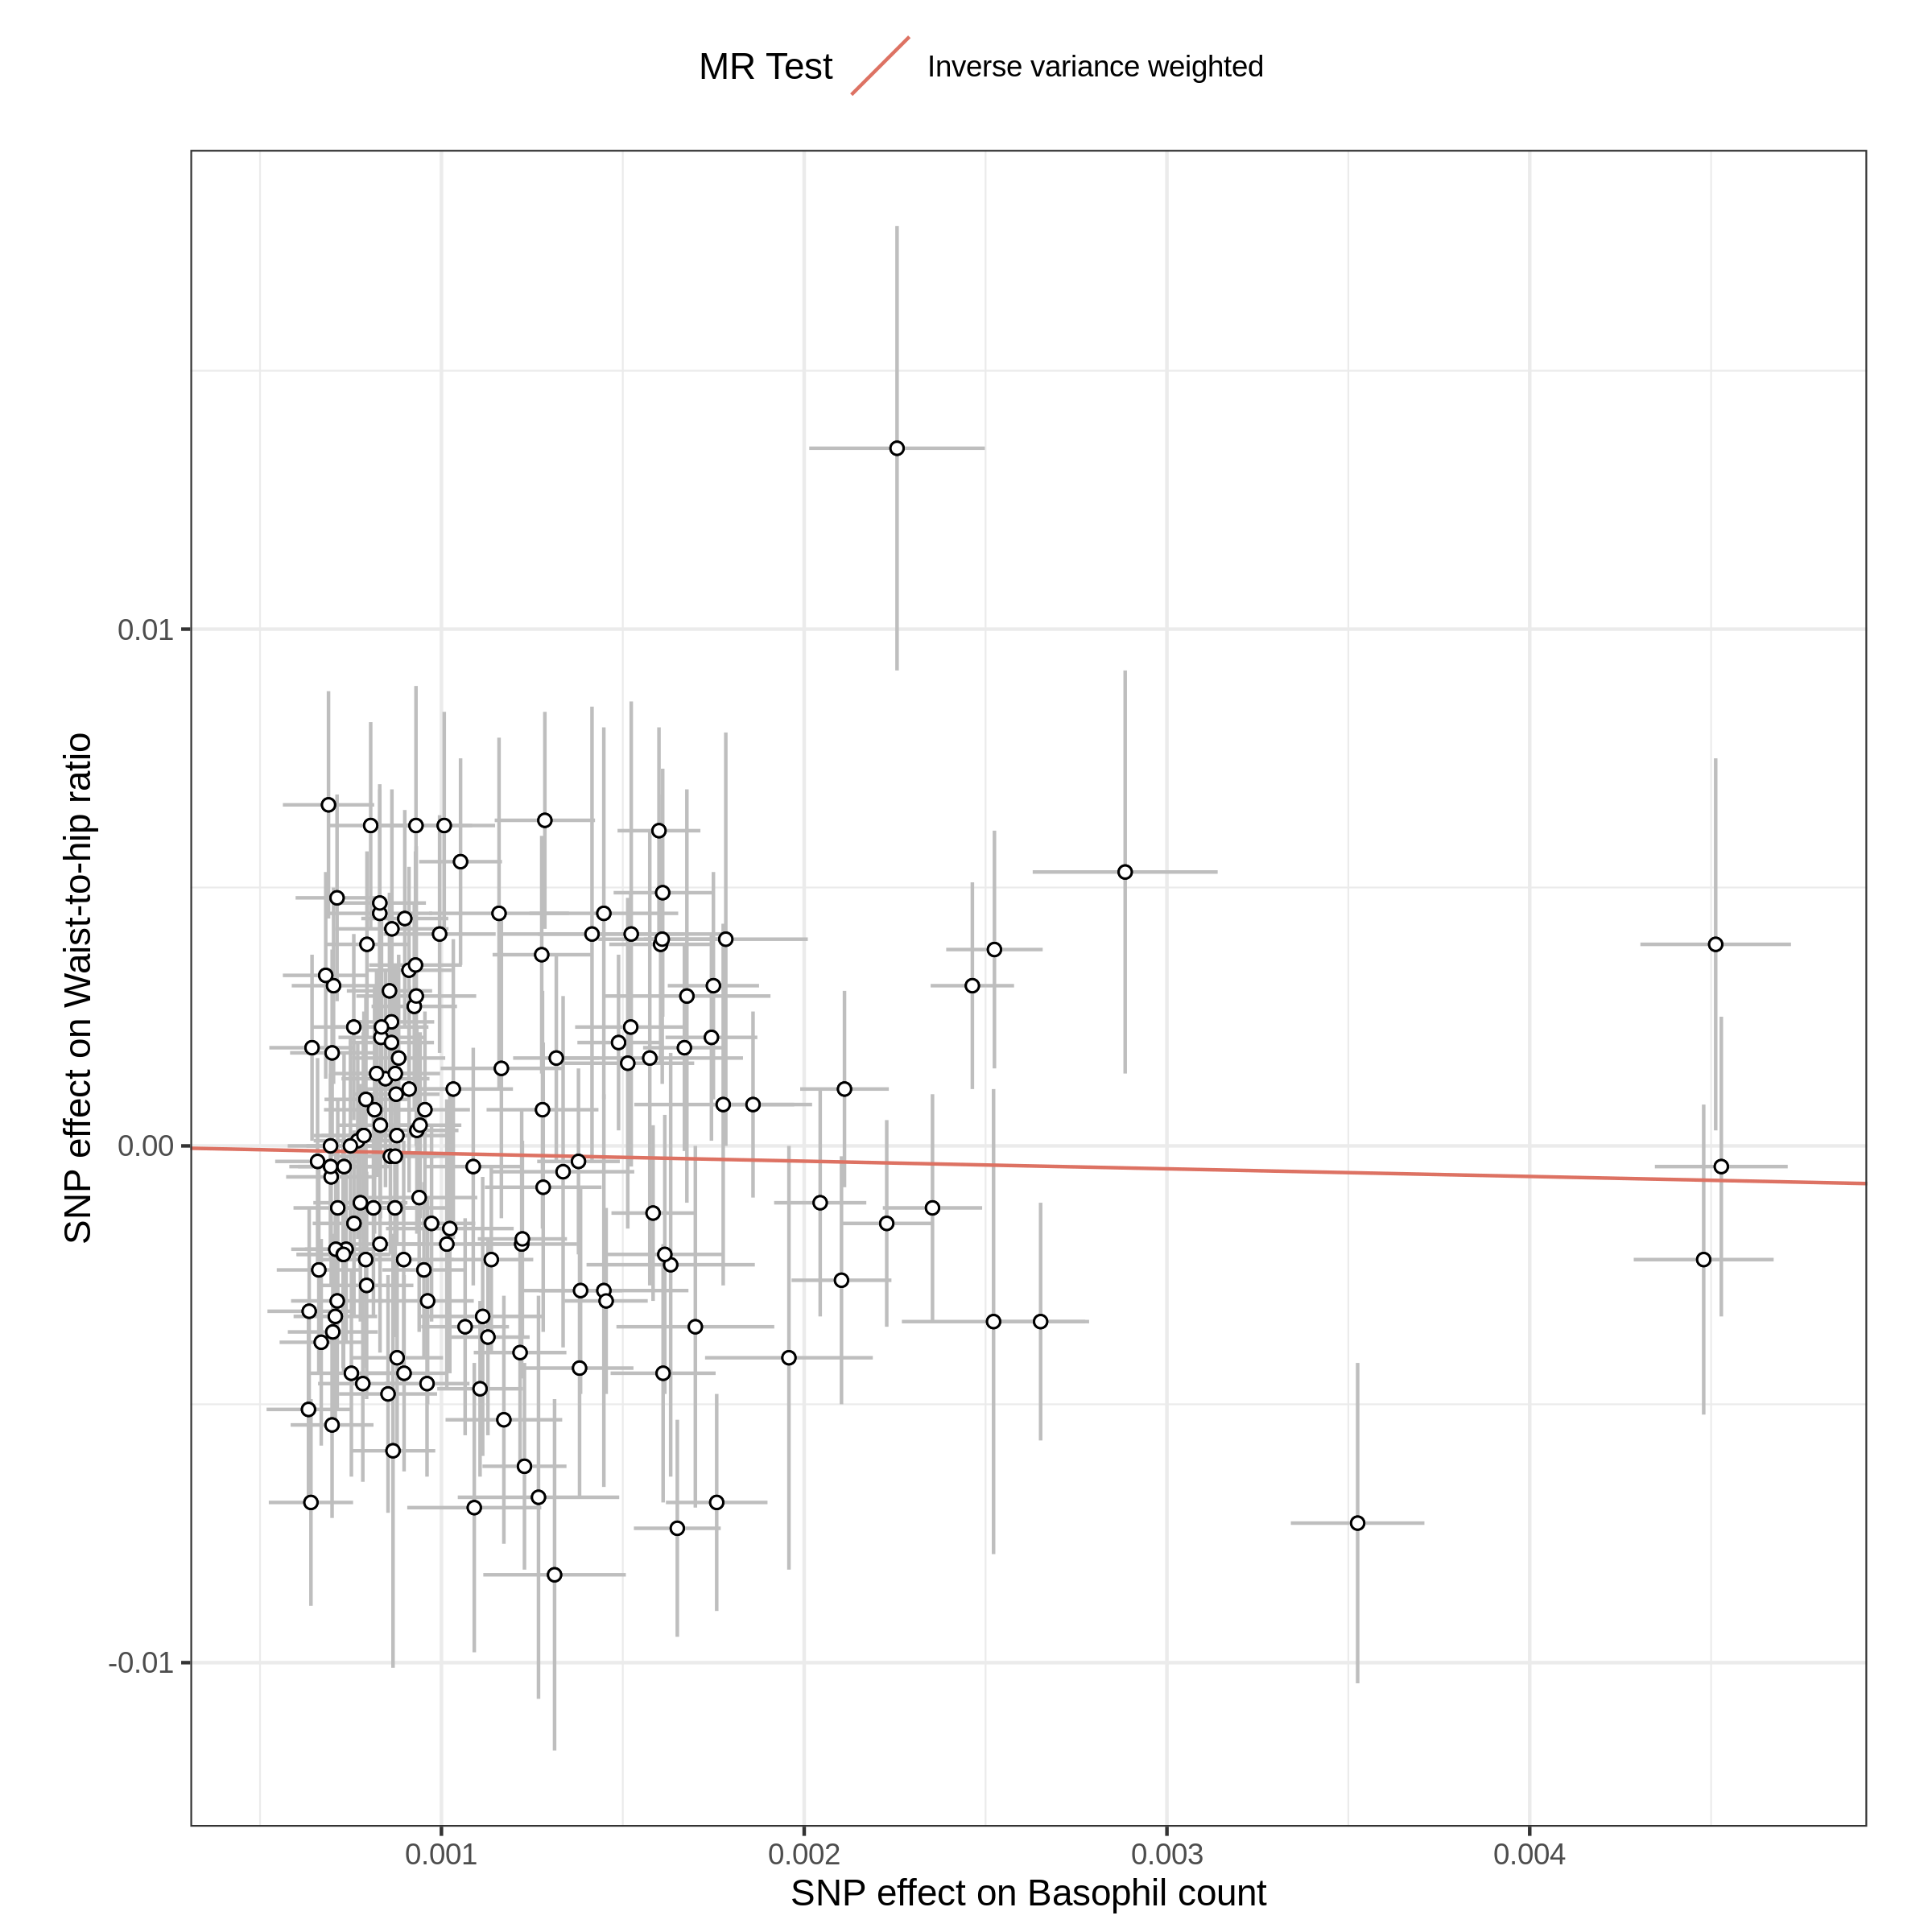 MR Test Inverse variance weighted
SNP effect on Waist-to-hip ratio
0.01
0.00
-0.01
0.001 0.002 0.003 0.004
SNP effect on Basophil count